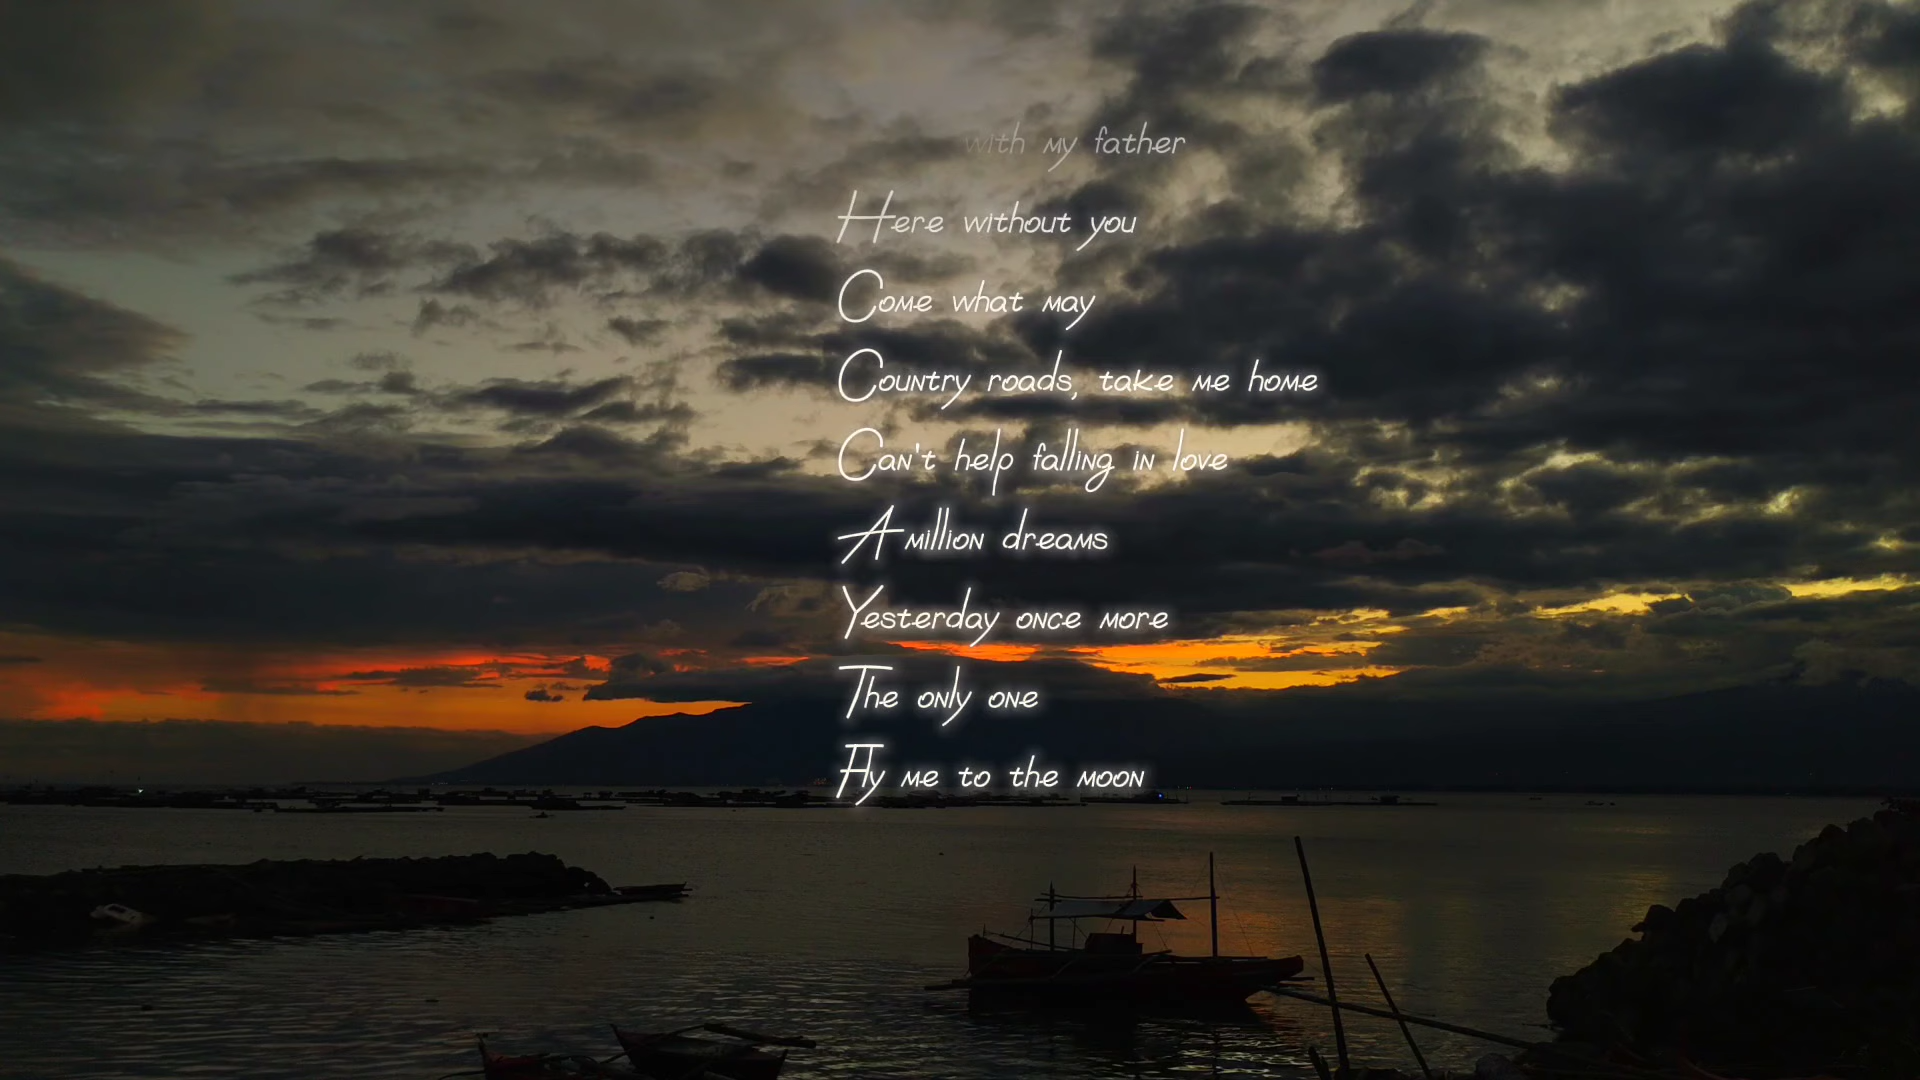 with my father
Here without you
Come what may
Country roads, take me home
Can't help falling in love
A million dreams
Yesterday once more
The only one
Fly me to the moon